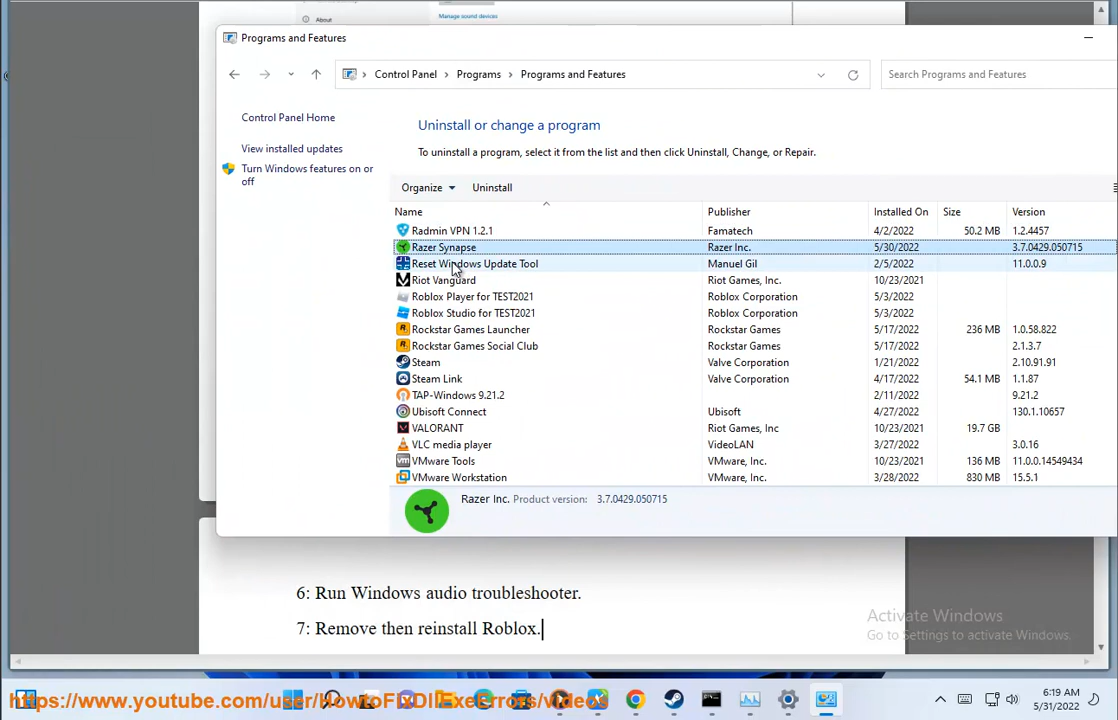 About
Manage sound devices
Programs and Features
Control Panel > Programs > Programs and Features
Search Programs and Features
Control Panel Home
View installed updates
Turn Windows features on or
off
Uninstall or change a program
To uninstall a program, select it from the list and then click Uninstall, Change, or Repair.
Organize Uninstall
Name Publisher Installed On Size Version
Radmin VPN 1.2.1 Famatech 4/2/2022 50.2 MB 1.2.4457
Razer Synapse Razer Inc. 5/30/2022 3.7.0429.050715
Reset Windows Update Tool Manuel Gil 2/5/2022 11.0.0.9
Riot Vanguard Riot Games, Inc. 10/23/2021
Roblox Player for TEST2021 Roblox Corporation 5/3/2022
Roblox Studio for TEST2021 Roblox Corporation 5/3/2022
Rockstar Games Launcher Rockstar Games 5/17/2022 236 MB 1.0.58.822
Rockstar Games Social Club Rockstar Games 5/17/2022 2.1.3.7
Steam Valve Corporation 1/21/2022 2.10.91.91
Steam Link Valve Corporation 4/17/2022 54.1 MB 1.1.87
TAP-Windows 9.21.2 2/11/2022 9.21.2
Ubisoft Connect Ubisoft 4/27/2022 130.1.10657
VALORANT Riot Games, Inc 10/23/2021 19.7 GB
VLC media player VideoLAN 3/27/2022 3.0.16
VMware Tools VMware, Inc. 10/23/2021 136 MB 11.0.0.14549434
VMware Workstation VMware, Inc. 3/28/2022 830 MB 15.5.1
Razer Inc. Product version: 3.7.0429.050715
6: Run Windows audio troubleshooter.
7: Remove then reinstall Roblox.
Activate Windows
Go to Settings to activate Windows.
https://www.youtube.com/user/HowtoFixDllExeErrors/videos
6:19 AM
5/31/2022